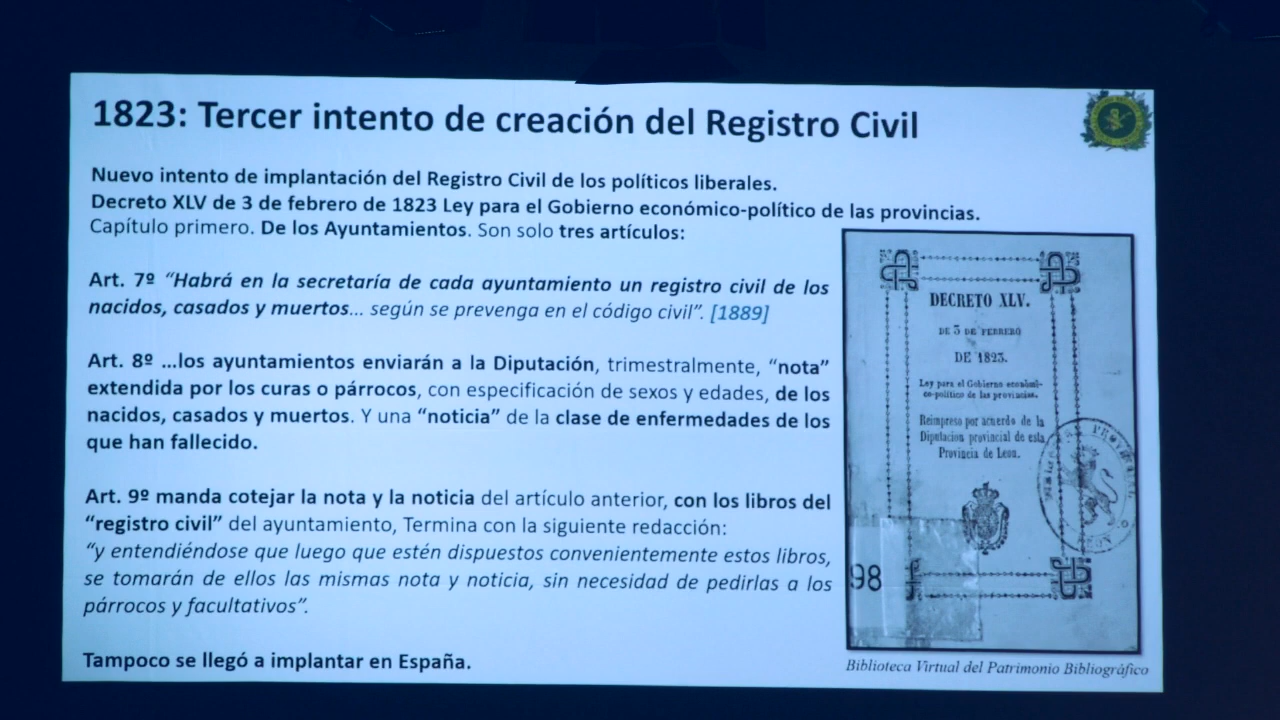 1823: Tercer intento de creación del Registro Civil
Nuevo intento de implantación del Registro Civil de los políticos liberales.
Decreto XLV de 3 de febrero de 1823 Ley para el Gobierno económico-político de las provincias.
Capítulo primero. De los Ayuntamientos. Son solo tres artículos:
Art. 7º “Habrá en la secretaría de cada ayuntamiento un registro civil de los
nacidos, casados y muertos... según se prevenga en el código civil”. [1889]
Art. 8º ...los ayuntamientos enviarán a la Diputación, trimestralmente, “nota”
extendida por los curas o párrocos, con especificación de sexos y edades, de los
nacidos, casados y muertos. Y una “noticia” de la clase de enfermedades de los
que han fallecido.
Art. 9º manda cotejar la nota y la noticia del artículo anterior, con los libros del
“registro civil” del ayuntamiento, Termina con la siguiente redacción:
“y entendiéndose que luego que estén dispuestos convenientemente estos libros,
se tomarán de ellos las mismas nota y noticia, sin necesidad de pedirlas a los
párrocos y facultativos”.
Tampoco se llegó a implantar en España.
DECRETO XLV.
DE 3 DE FEBRERO
DE 1823.
Ley para el Gobierno económi-
co-político de las provincias.
Reimpreso por acuerdo de la
Diputacion provincial de esta
Provincia de Leon.
98
Biblioteca Virtual del Patrimonio Bibliográfico